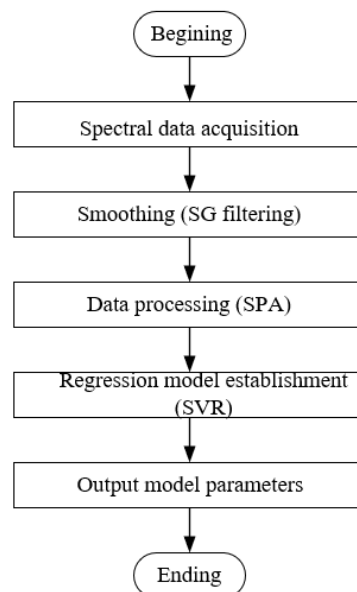 Begining
Spectral data acquisition
Smoothing (SG filtering)
Data processing (SPA)
Regression model establishment
(SVR)
Output model parameters
Ending